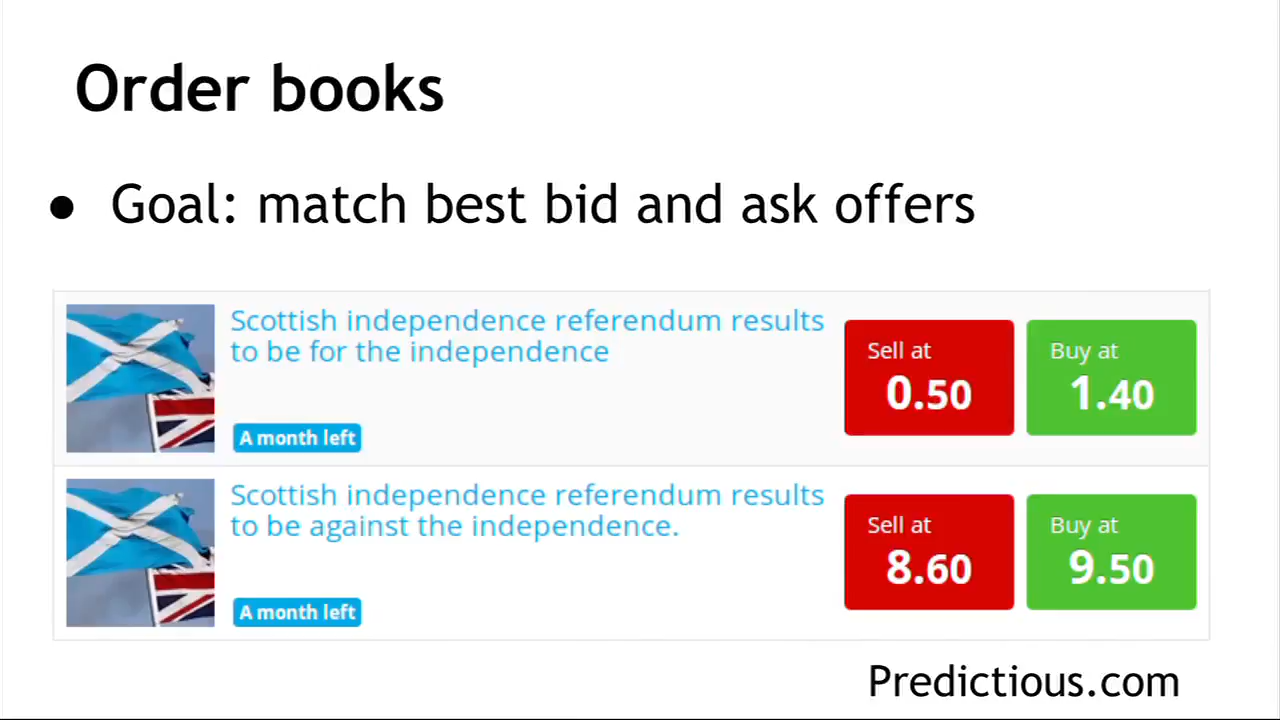 Order books
● Goal: match best bid and ask offers
Scottish independence referendum results
to be for the independence
A month left
Sell at
0.50
Buy at
1.40
Scottish independence referendum results
to be against the independence.
A month left
Sell at
8.60
Buy at
9.50
Predictious.com